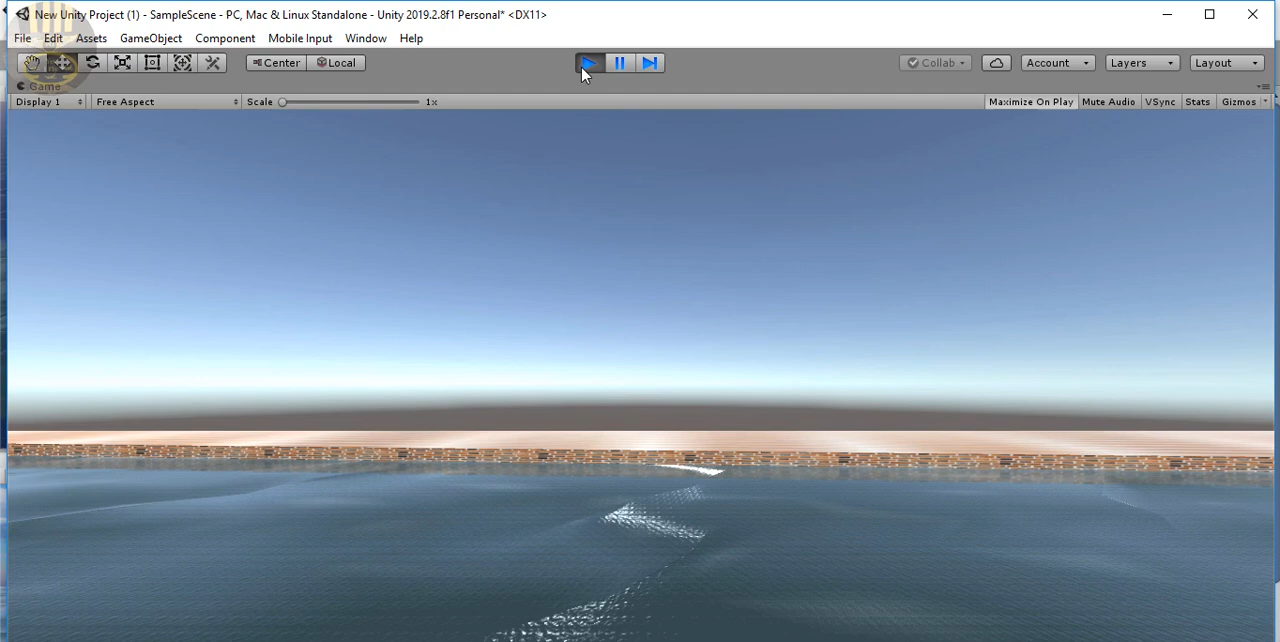 New Unity Project (1) - SampleScene - PC, Mac & Linux Standalone - Unity 2019.2.8f1 Personal* <DX11>
File Edit Assets GameObject Component Mobile Input Window Help
Center Local Collab Account Layers Layout
Game
Display 1 Free Aspect Scale 1x Maximize On Play Mute Audio VSync Stats Gizmos